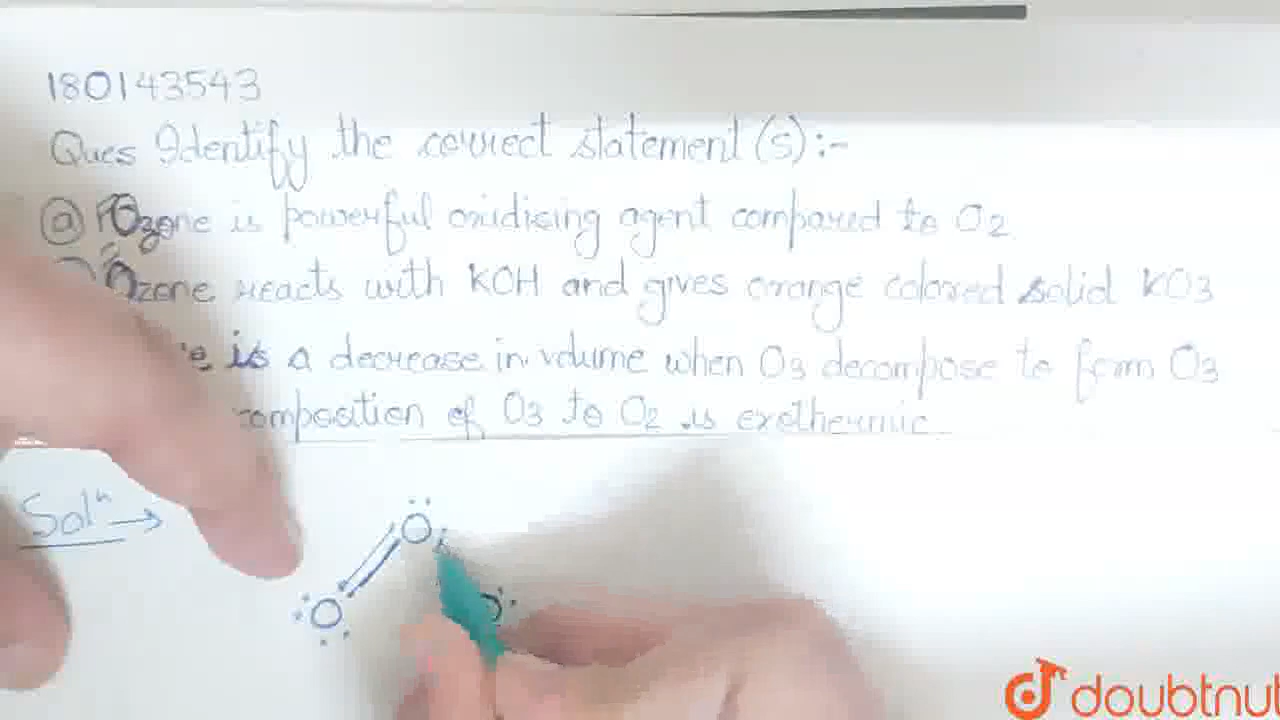 180143543
Ques Identify the correct statement(s):-
(a) Ozone is powerful oxidising agent compared to O2
Ozone reacts with KOH and gives orange colored solid KO3
is a decrease in volume when O3 decompose to form O3
composition of O3 to O2 is exothermic
Solⁿ →
O
O
O
doubtnut